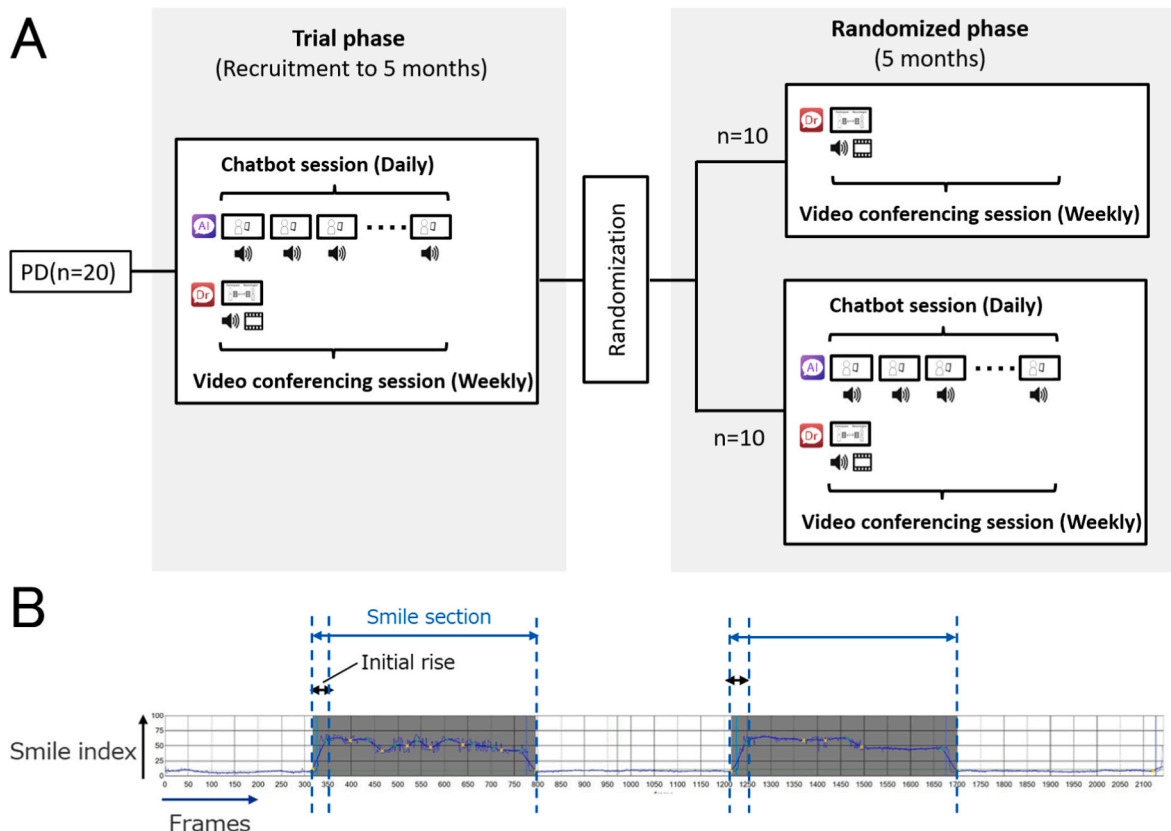 A
Trial phase
(Recruitment to 5 months)
Randomized phase
(5 months)
PD(n=20)
Chatbot session (Daily)
AI
Dr
Video conferencing session (Weekly)
Randomization
n=10
Dr
Video conferencing session (Weekly)
n=10
Chatbot session (Daily)
AI
Dr
Video conferencing session (Weekly)
B
Smile section
Initial rise
Smile index
100
75
50
25
0
0 50 100 150 200 250 300 350 400 450 500 550 600 650 700 750 800 850 900 950 1000 1050 1100 1150 1200 1250 1300 1350 1400 1450 1500 1550 1600 1650 1700 1750 1800 1850 1900 1950 2000 2050 2100
Frames